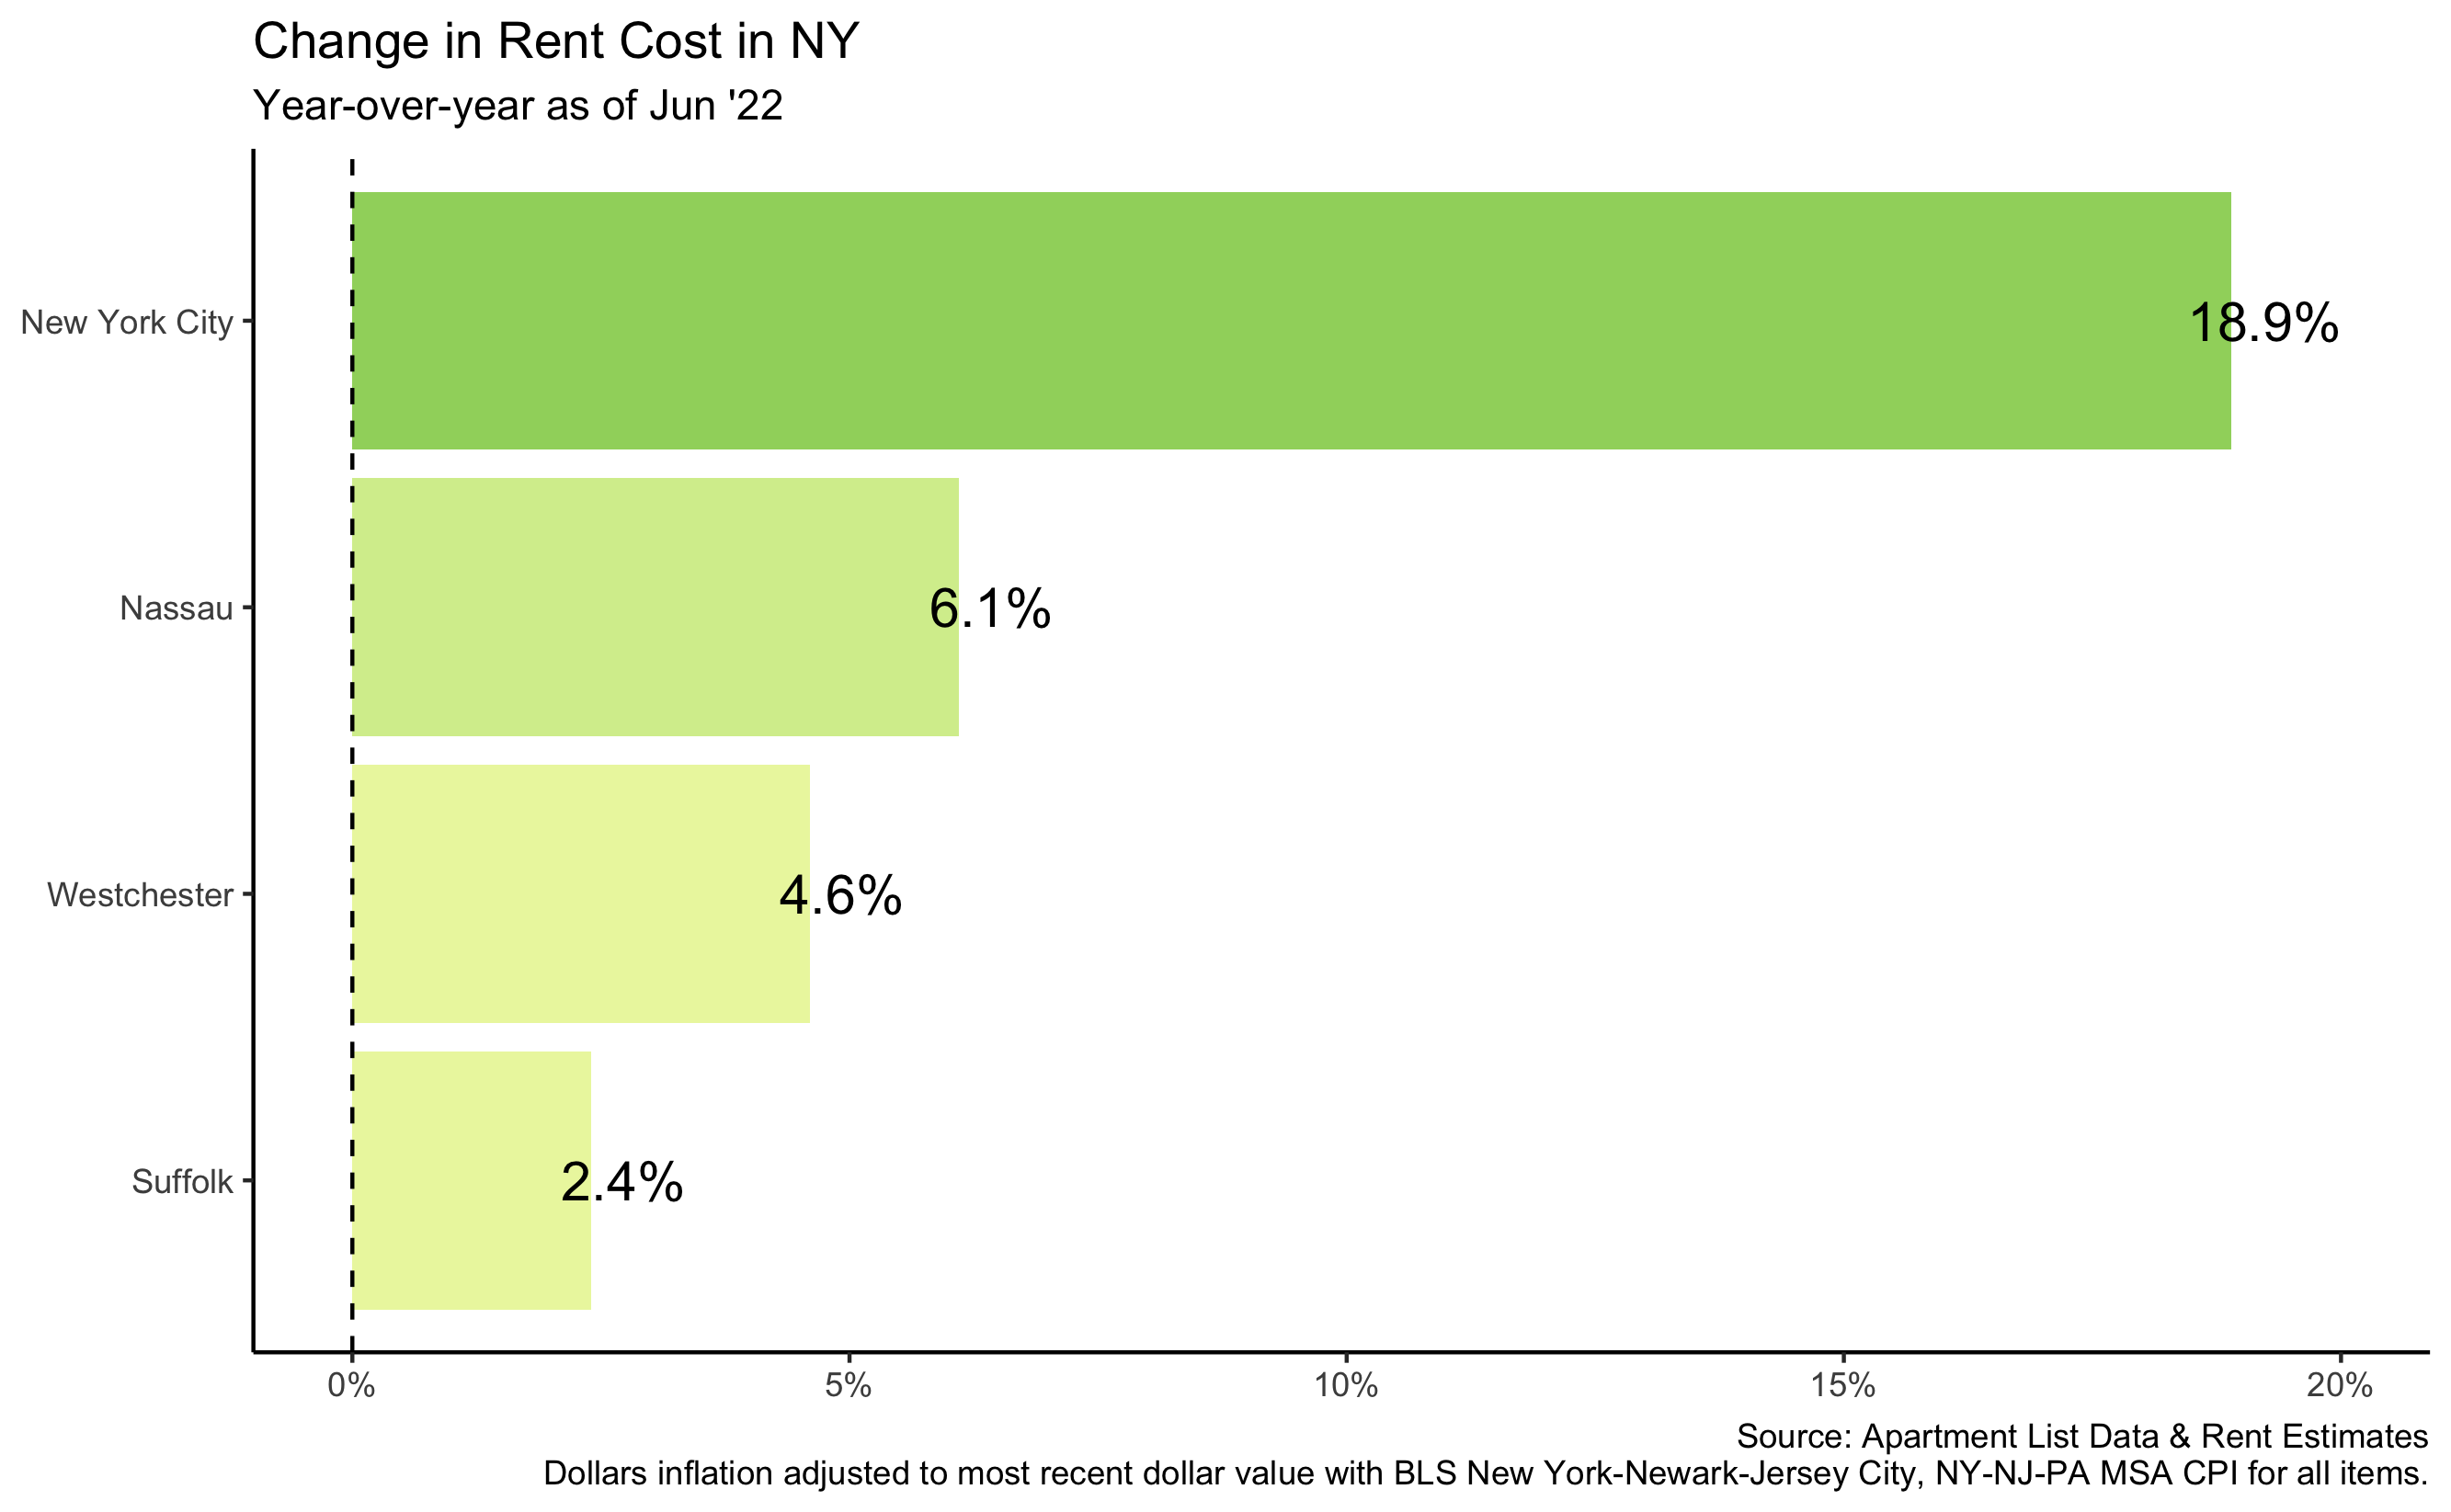 Change in Rent Cost in NY
Year-over-year as of Jun '22
New York City
18.9%
Nassau
6.1%
Westchester
4.6%
Suffolk
2.4%
0%
5%
10%
15%
20%
Source: Apartment List Data & Rent Estimates
Dollars inflation adjusted to most recent dollar value with BLS New York-Newark-Jersey City, NY-NJ-PA MSA CPI for all items.